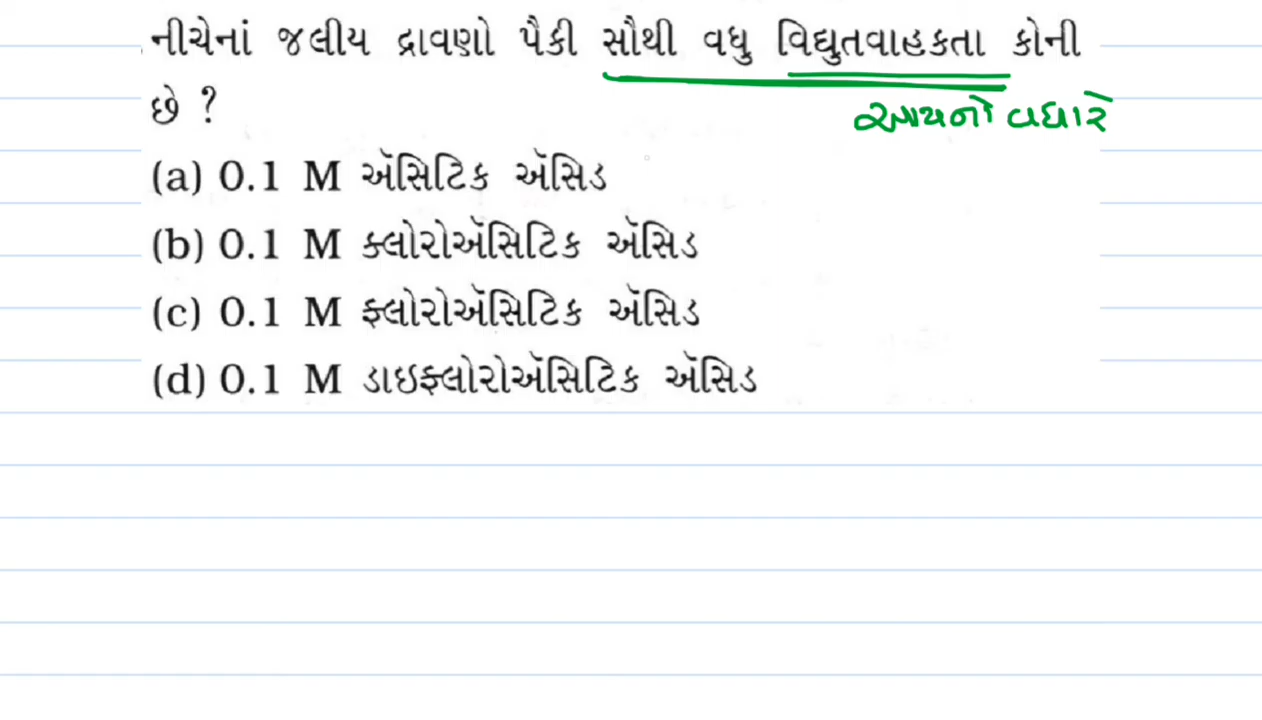 નીચેનાં જલીય દ્રાવણો પૈકી સૌથી વધુ વિદ્યુતવાહકતા કોની
છે ?
આયનો વધારે
(a) 0.1 M ઍસિટિક ઍસિડ
(b) 0.1 M ક્લોરોઍસિટિક ઍસિડ
(c) 0.1 M ફ્લોરોઍસિટિક ઍસિડ
(d) 0.1 M ડાઇફ્લોરોઍસિટિક ઍસિડ